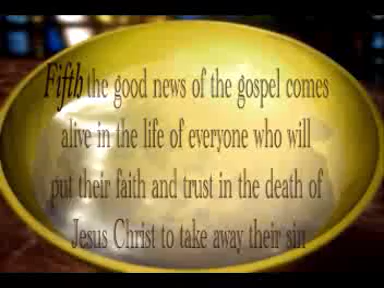 Fifth the good news of the gospel comes
alive in the life of everyone who will
put their faith and trust in the death of
Jesus Christ to take away their sin